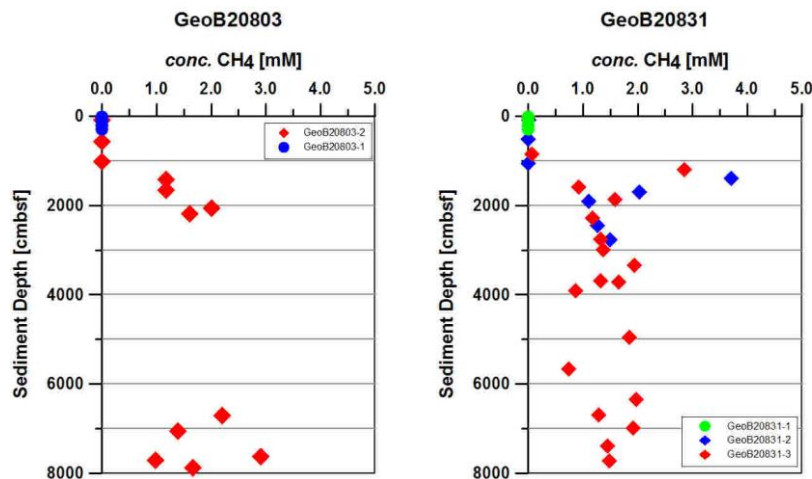 GeoB20803
conc. CH4 [mM]
0.0 1.0 2.0 3.0 4.0 5.0
0
2000
4000
6000
8000
Sediment Depth [cmbsf]
GeoB20803-2
GeoB20803-1
GeoB20831
conc. CH4 [mM]
0.0 1.0 2.0 3.0 4.0 5.0
0
2000
4000
6000
8000
Sediment Depth [cmbsf]
GeoB20831-1
GeoB20831-2
GeoB20831-3